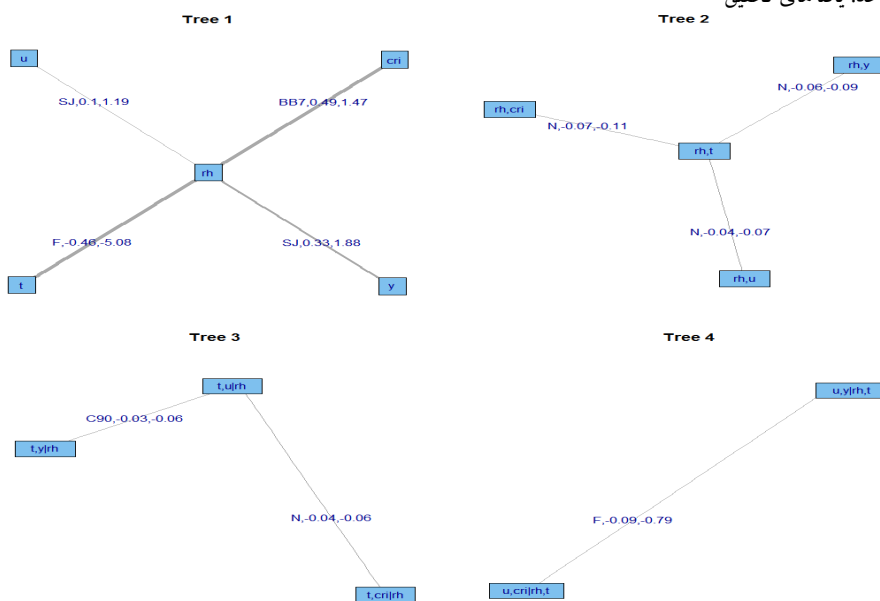 های تحقیق
Tree 1
u
cri
SJ,0.1,1.19
BB7,0.49,1.47
rh
F,-0.46,-5.08
SJ,0.33,1.88
t
y
Tree 2
rh,y
N,-0.06,-0.09
rh,cri
N,-0.07,-0.11
rh,t
N,-0.04,-0.07
rh,u
Tree 3
t,u|rh
C90,-0.03,-0.06
t,y|rh
N,-0.04,-0.06
t,cri|rh
Tree 4
u,y|rh,t
F,-0.09,-0.79
u,cri|rh,t